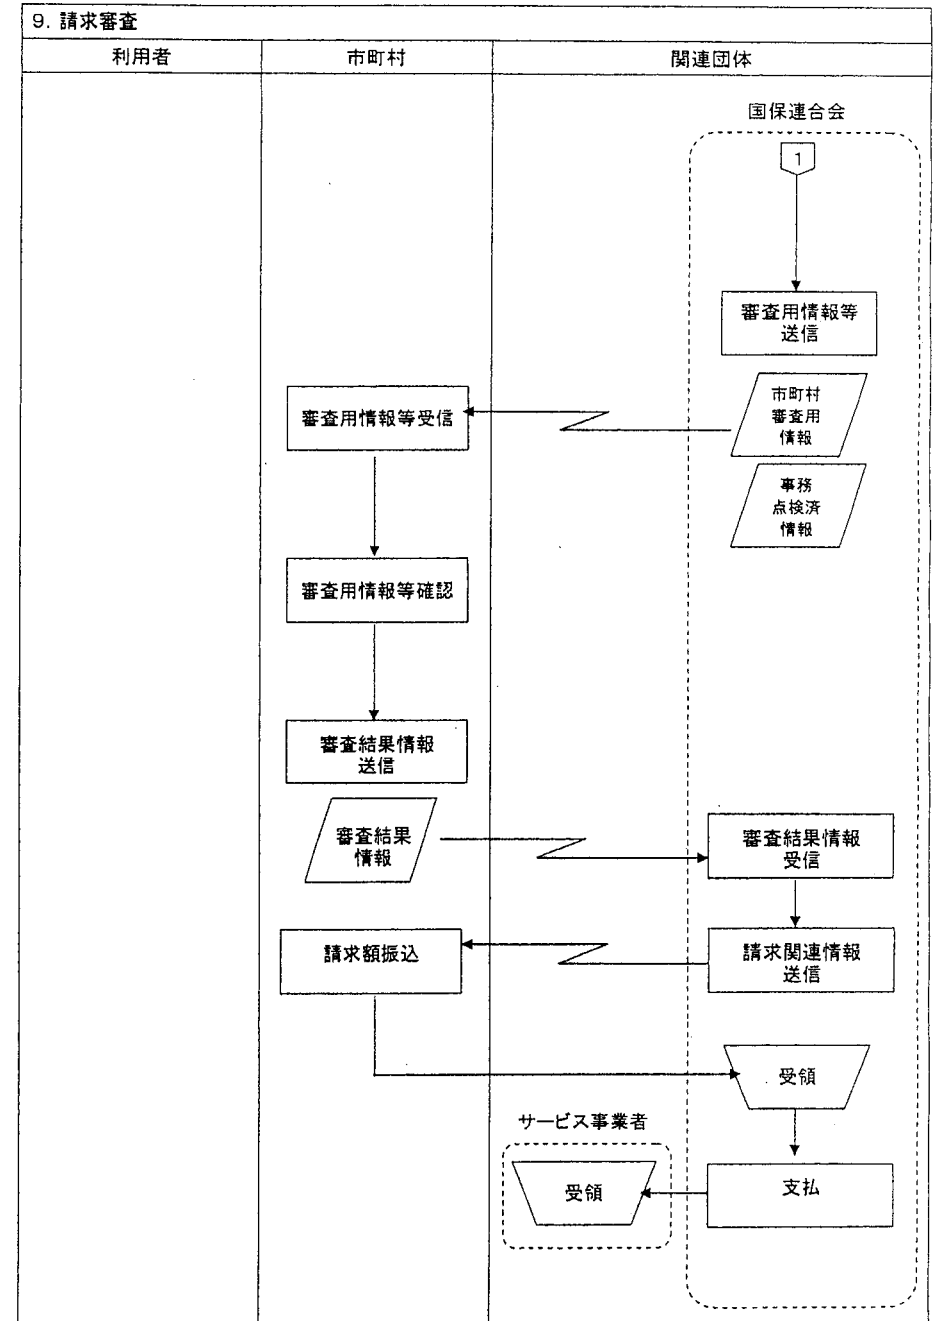 9. 請求審査
利用者
市町村
関連団体
国保連合会
1
審査用情報等
送信
市町村
審査用
情報
審査用情報等受信
事務
点検済
情報
審査用情報等確認
審査結果情報
送信
審査結果
情報
審査結果情報
受信
請求額振込
請求関連情報
送信
受領
サービス事業者
受領
支払